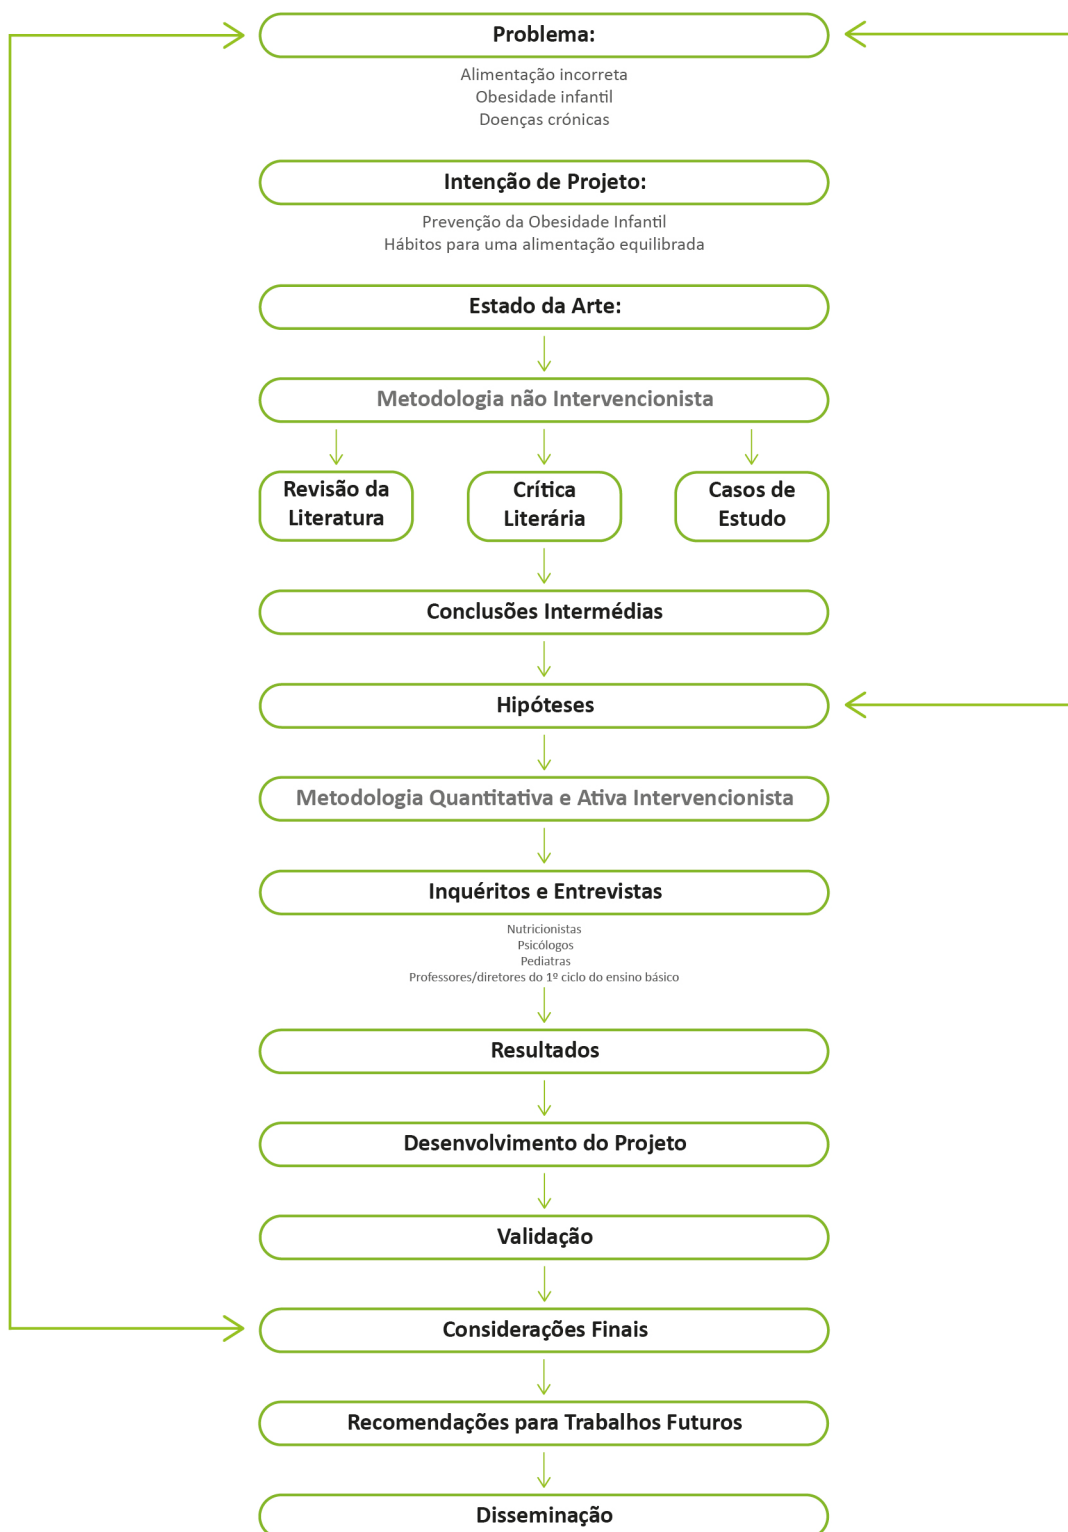 Problema:
Alimentação incorreta
Obesidade infantil
Doenças crónicas
Intenção de Projeto:
Prevenção da Obesidade Infantil
Hábitos para uma alimentação equilibrada
Estado da Arte:
Metodologia não Intervencionista
Revisão da
Literatura
Crítica
Literária
Casos de
Estudo
Conclusões Intermédias
Hipóteses
Metodologia Quantitativa e Ativa Intervencionista
Inquéritos e Entrevistas
Nutricionistas
Psicólogos
Pediatras
Professores/diretores do 1º ciclo do ensino básico
Resultados
Desenvolvimento do Projeto
Validação
Considerações Finais
Recomendações para Trabalhos Futuros
Disseminação